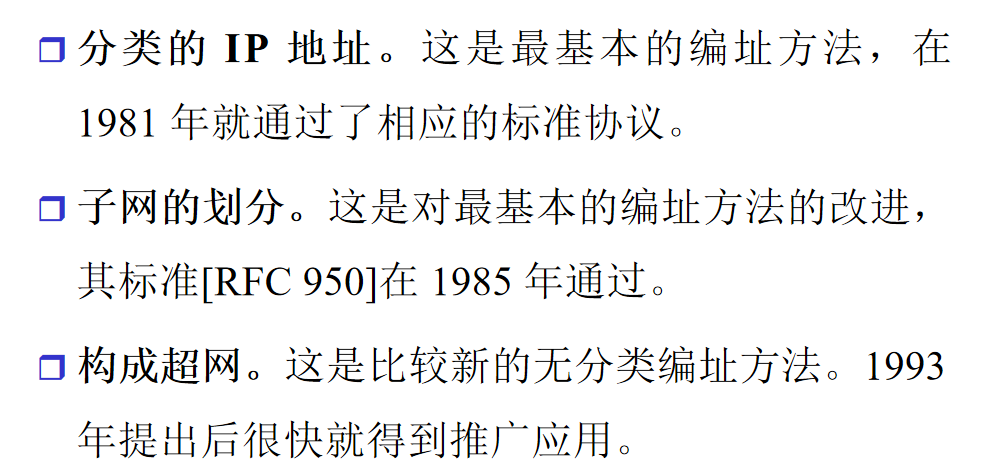 分类的 IP 地址。这是最基本的编址方法，在
1981 年就通过了相应的标准协议。
子网的划分。这是对最基本的编址方法的改进，
其标准[RFC 950]在 1985 年通过。
构成超网。这是比较新的无分类编址方法。1993
年提出后很快就得到推广应用。